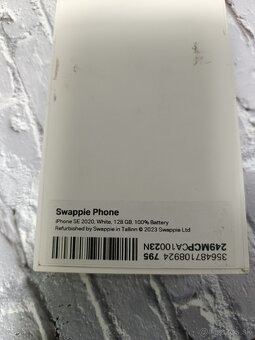 Swappie Phone
iPhone SE 2020, White, 128 GB, 100% Battery
Refurbished by Swappie in Tallinn © 2023 Swappie Ltd
356487108924 795
249MCPCA10023N